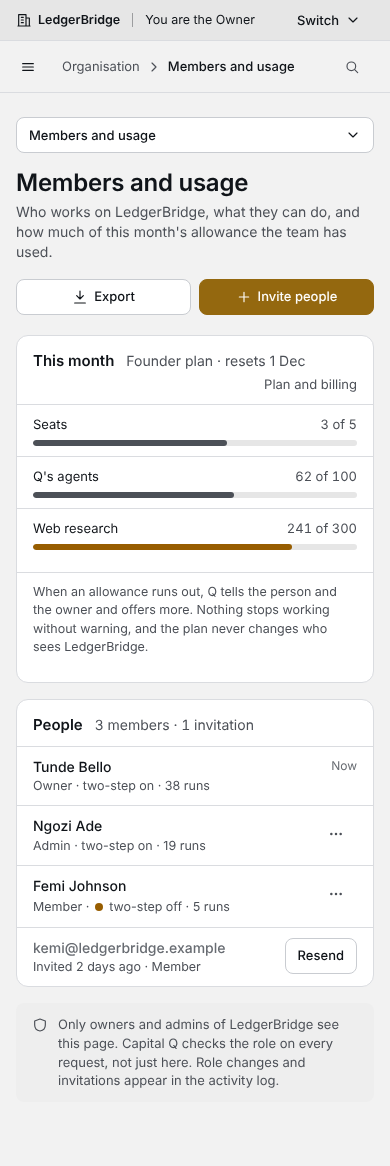 LedgerBridge
You are the Owner
Switch
Organisation
Members and usage
Members and usage
Members and usage
Who works on LedgerBridge, what they can do, and
how much of this month's allowance the team has
used.
Export
Invite people
This month Founder plan · resets 1 Dec
Plan and billing
Seats 3 of 5
Q's agents 62 of 100
Web research 241 of 300
When an allowance runs out, Q tells the person and
the owner and offers more. Nothing stops working
without warning, and the plan never changes who
sees LedgerBridge.
People 3 members · 1 invitation
Tunde Bello Now
Owner · two-step on · 38 runs
Ngozi Ade
Admin · two-step on · 19 runs
Femi Johnson
Member · two-step off · 5 runs
kemi@ledgerbridge.example
Invited 2 days ago · Member
Resend
Only owners and admins of LedgerBridge see
this page. Capital Q checks the role on every
request, not just here. Role changes and
invitations appear in the activity log.